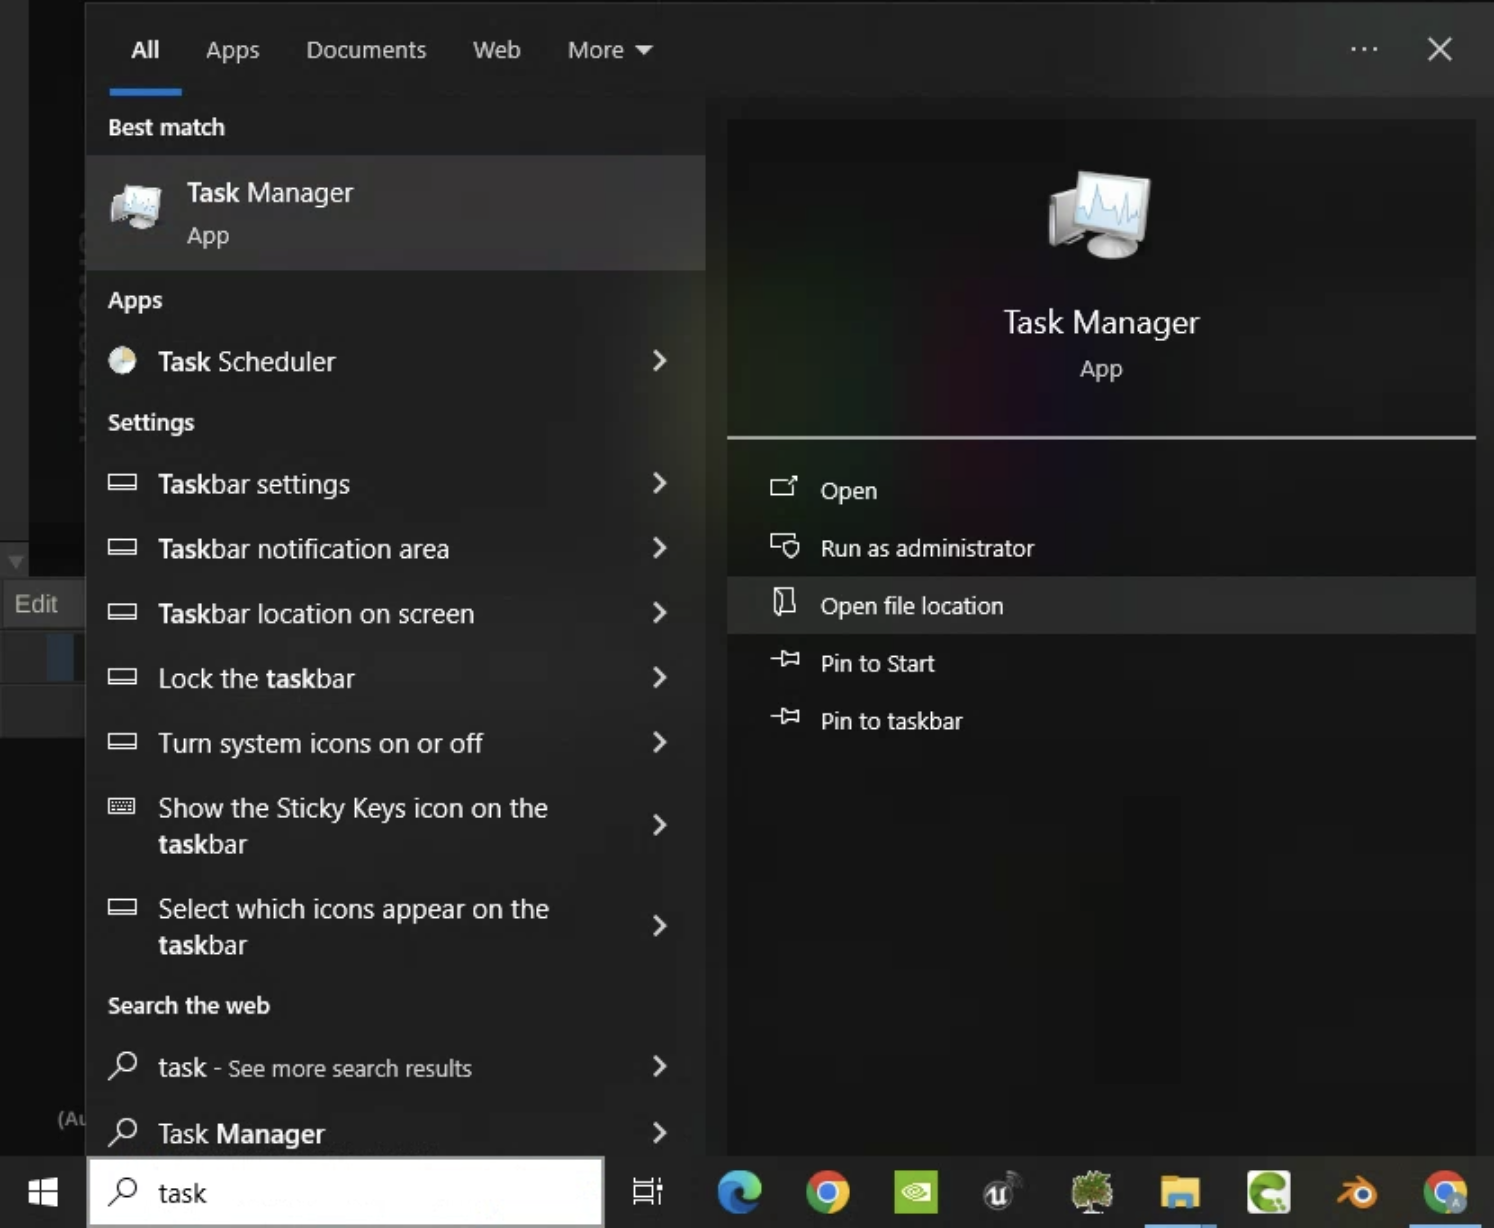 All Apps Documents Web More
Best match
Task Manager
App
Apps
Task Scheduler
Settings
Taskbar settings
Taskbar notification area
Taskbar location on screen
Lock the taskbar
Turn system icons on or off
Show the Sticky Keys icon on the
taskbar
Select which icons appear on the
taskbar
Search the web
task - See more search results
Task Manager
task
Task Manager
App
Open
Run as administrator
Open file location
Pin to Start
Pin to taskbar
Edit
(Au